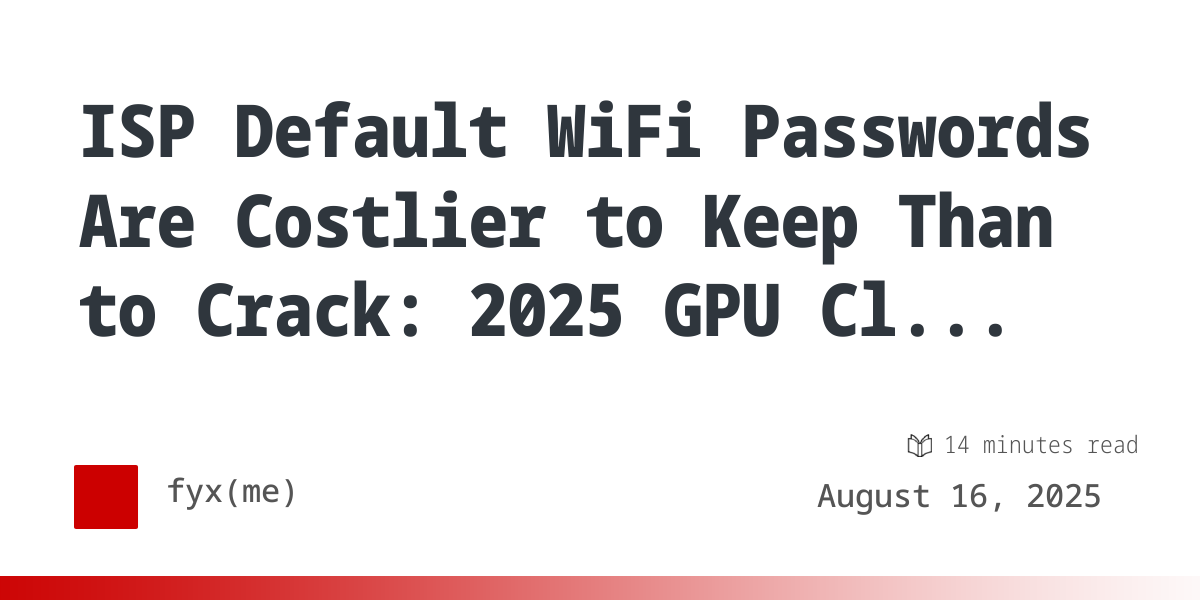 ISP Default WiFi Passwords
Are Costlier to Keep Than
to Crack: 2025 GPU Cl...
14 minutes read
fyx(me)
August 16, 2025